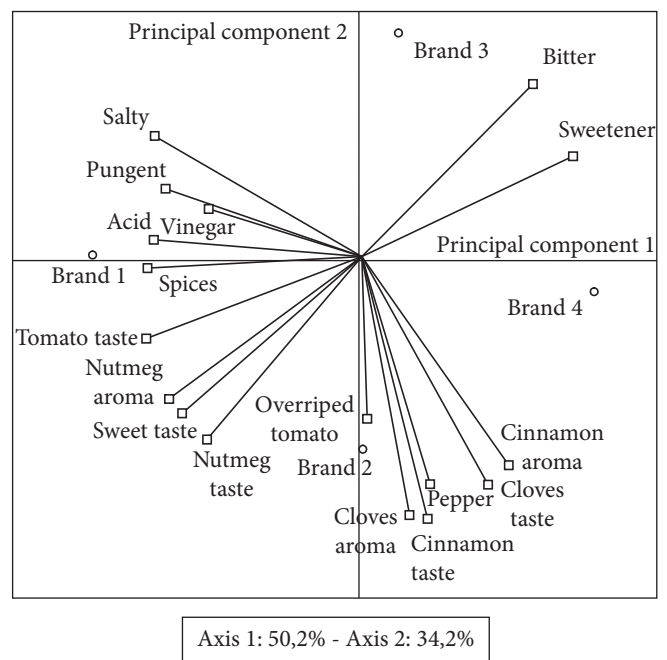 Principal component 2
Brand 3
Bitter
Salty
Sweetener
Pungent
Acid
Vinegar
Principal component 1
Brand 1
Spices
Brand 4
Tomato taste
Nutmeg
aroma
Overriped
tomato
Sweet taste
Cinnamon
aroma
Nutmeg
taste
Brand 2
Pepper
Cloves
taste
Cloves
aroma
Cinnamon
taste
Axis 1: 50,2% - Axis 2: 34,2%